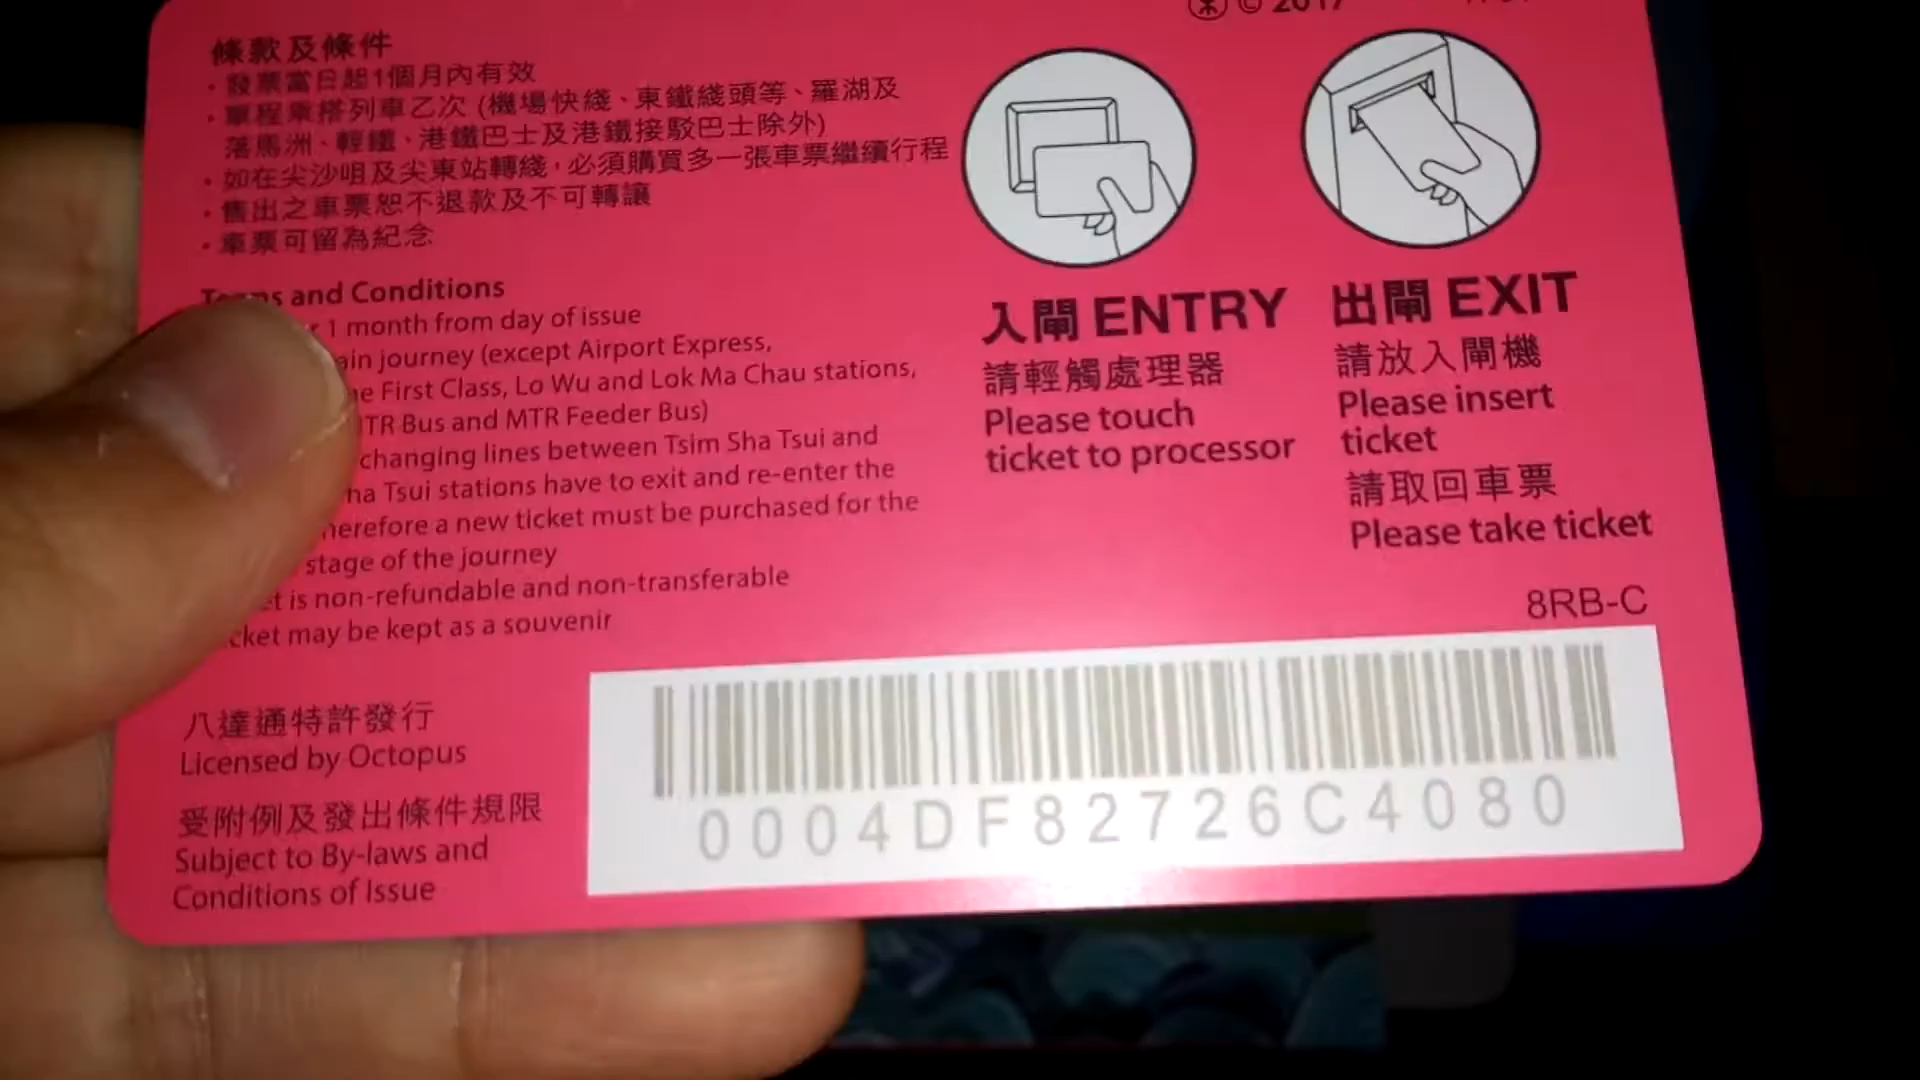 © 2017
條款及條件
· 發票當日起1個月內有效
· 單程乘搭列車乙次 (機場快綫、東鐵綫頭等、羅湖及
落馬洲、輕鐵、港鐵巴士及港鐵接駁巴士除外)
· 如在尖沙咀及尖東站轉綫，必須購買多一張車票繼續行程
· 售出之車票恕不退款及不可轉讓
· 車票可留為紀念
and Conditions
1 month from day of issue
journey (except Airport Express,
First Class, Lo Wu and Lok Ma Chau stations,
Bus and MTR Feeder Bus)
changing lines between Tsim Sha Tsui and
Tsui stations have to exit and re-enter the
a new ticket must be purchased for the
stage of the journey
is non-refundable and non-transferable
may be kept as a souvenir
入閘 ENTRY
請輕觸處理器
Please touch
ticket to processor
出閘 EXIT
請放入閘機
Please insert
ticket
請取回車票
Please take ticket
8RB-C
八達通特許發行
Licensed by Octopus
受附例及發出條件規限
Subject to By-laws and
Conditions of Issue
0004DF82726C4080